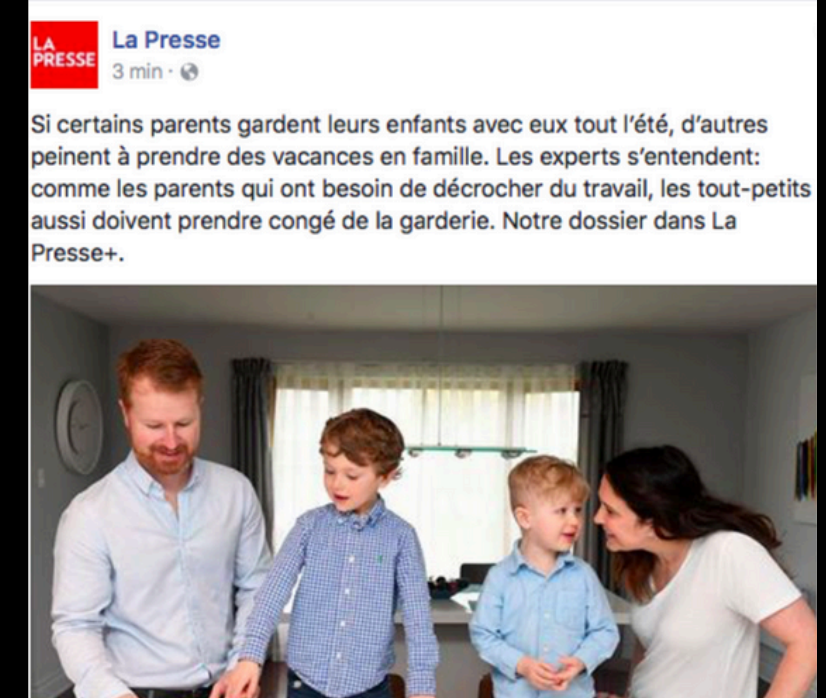 LA
PRESSE
La Presse
3 min ·
Si certains parents gardent leurs enfants avec eux tout l'été, d'autres
peinent à prendre des vacances en famille. Les experts s'entendent:
comme les parents qui ont besoin de décrocher du travail, les tout-petits
aussi doivent prendre congé de la garderie. Notre dossier dans La
Presse+.